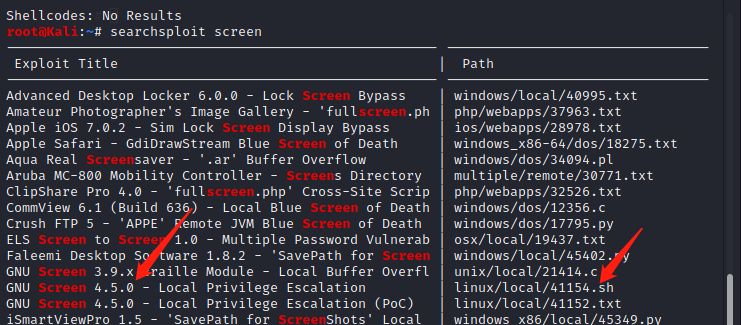 Shellcodes: No Results
root@Kali:~# searchsploit screen
Exploit Title | Path
Advanced Desktop Locker 6.0.0 - Lock Screen Bypass | windows/local/40995.txt
Amateur Photographer's Image Gallery - 'fullscreen.ph | php/webapps/37963.txt
Apple iOS 7.0.2 - Sim Lock Screen Display Bypass | ios/webapps/28978.txt
Apple Safari - GdiDrawStream Blue Screen of Death | windows_x86-64/dos/18275.txt
Aqua Real Screensaver - '.ar' Buffer Overflow | windows/dos/34094.pl
Aruba MC-800 Mobility Controller - Screens Directory | multiple/remote/30771.txt
ClipShare Pro 4.0 - 'fullscreen.php' Cross-Site Scrip | php/webapps/32526.txt
CommView 6.1 (Build 636) - Local Blue Screen of Death | windows/dos/12356.c
Crush FTP 5 - 'APPE' Remote JVM Blue Screen of Death | windows/dos/17795.py
ELS Screen to Screen 1.0 - Multiple Password Vulnerab | osx/local/19437.txt
Faleemi Desktop Software 1.8.2 - 'SavePath for Screen | windows/local/45402.py
GNU Screen 3.9.x Braille Module - Local Buffer Overfl | unix/local/21414.c
GNU Screen 4.5.0 - Local Privilege Escalation | linux/local/41154.sh
GNU Screen 4.5.0 - Local Privilege Escalation (PoC) | linux/local/41152.txt
iSmartViewPro 1.5 - 'SavePath for ScreenShots' Local | windows_x86/local/45349.py